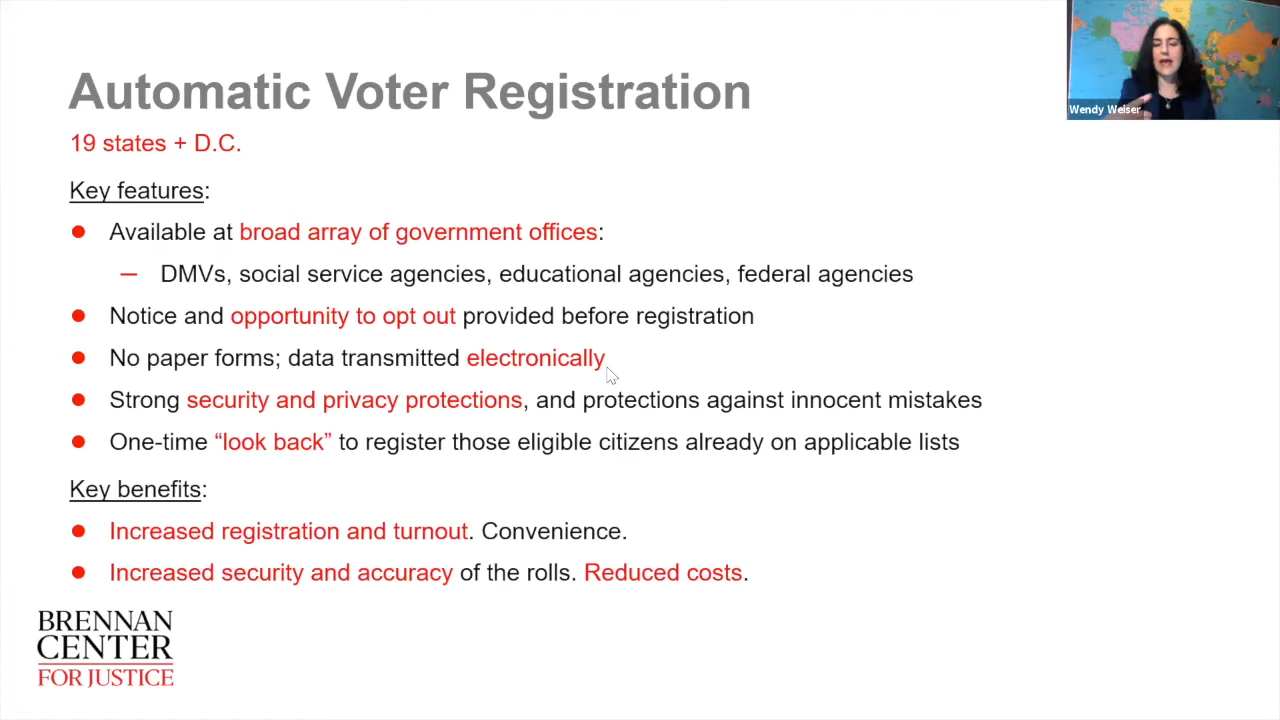 Automatic Voter Registration
Wendy Weiser
19 states + D.C.
Key features:
● Available at broad array of government offices:
– DMVs, social service agencies, educational agencies, federal agencies
● Notice and opportunity to opt out provided before registration
● No paper forms; data transmitted electronically
● Strong security and privacy protections, and protections against innocent mistakes
● One-time “look back” to register those eligible citizens already on applicable lists
Key benefits:
● Increased registration and turnout. Convenience.
● Increased security and accuracy of the rolls. Reduced costs.
BRENNAN
CENTER
FOR JUSTICE